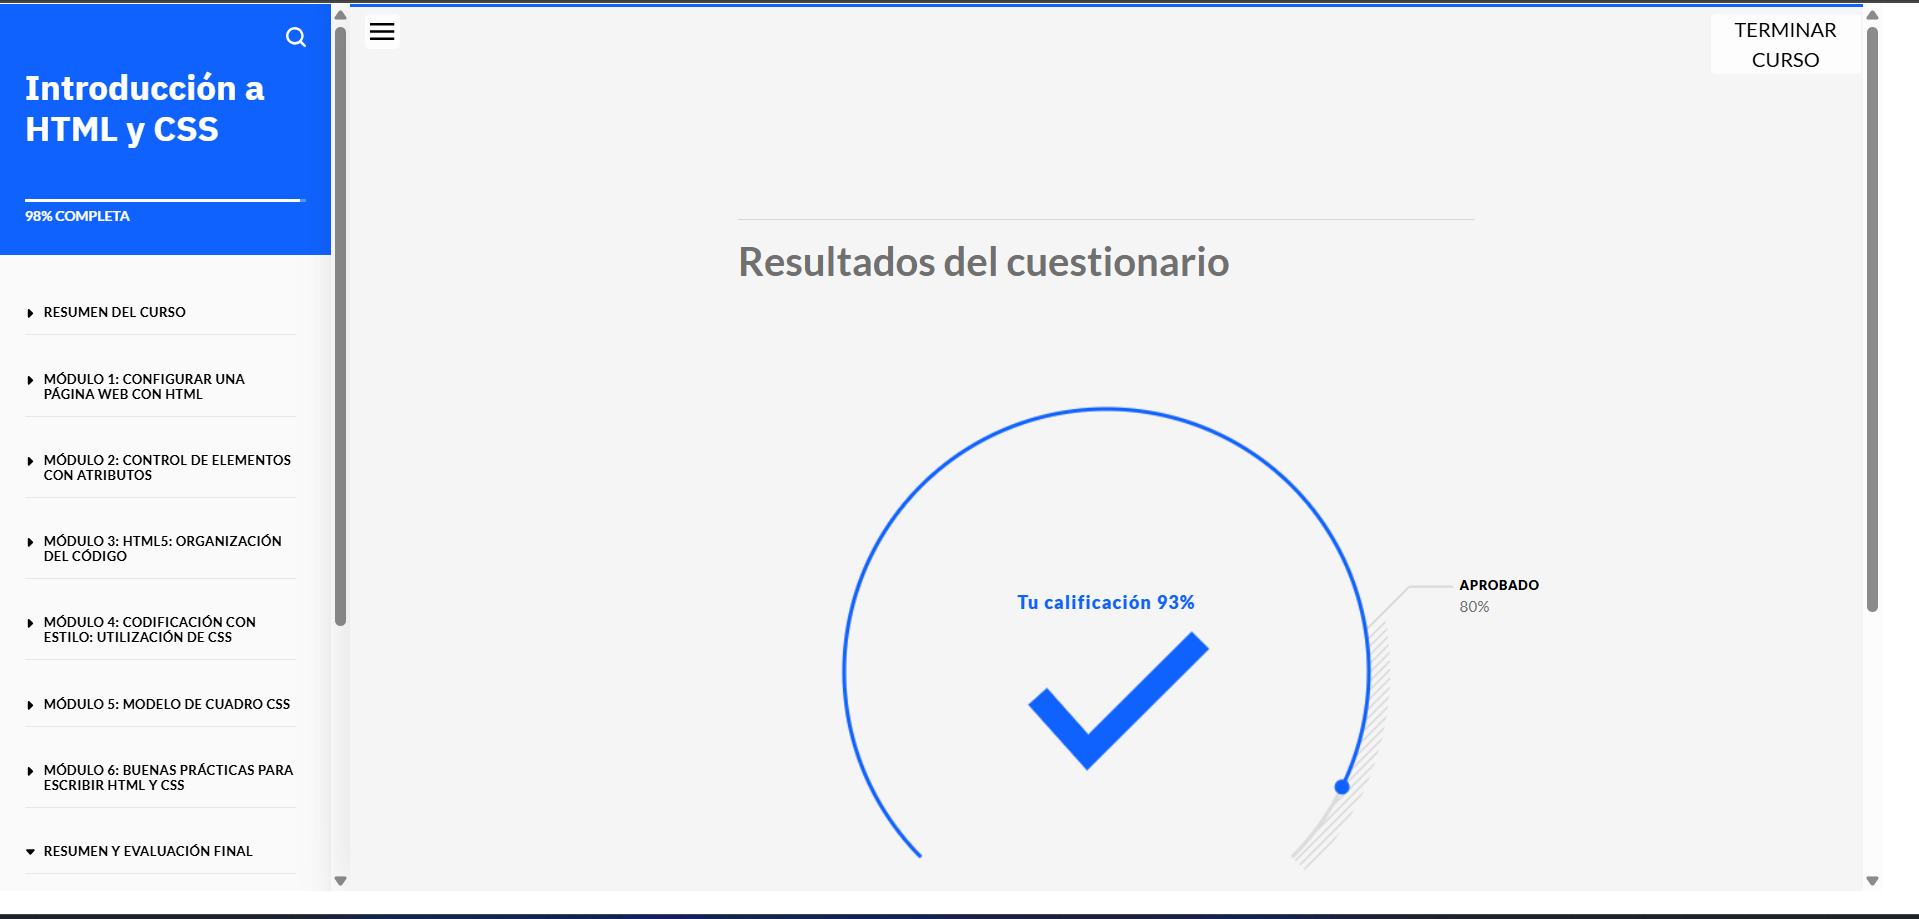 Introducción a
HTML y CSS
98% COMPLETA
RESUMEN DEL CURSO
MÓDULO 1: CONFIGURAR UNA
PÁGINA WEB CON HTML
MÓDULO 2: CONTROL DE ELEMENTOS
CON ATRIBUTOS
MÓDULO 3: HTML5: ORGANIZACIÓN
DEL CÓDIGO
MÓDULO 4: CODIFICACIÓN CON
ESTILO: UTILIZACIÓN DE CSS
MÓDULO 5: MODELO DE CUADRO CSS
MÓDULO 6: BUENAS PRÁCTICAS PARA
ESCRIBIR HTML Y CSS
RESUMEN Y EVALUACIÓN FINAL
TERMINAR
CURSO
Resultados del cuestionario
Tu calificación 93%
APROBADO
80%